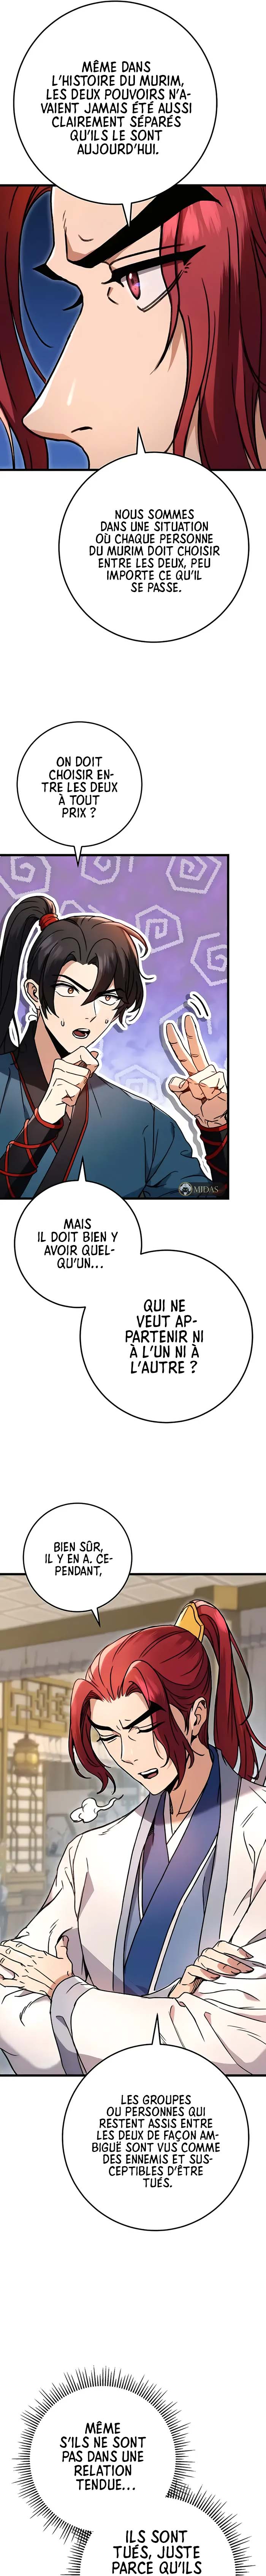 MÊME DANS
L'HISTOIRE DU MURIM,
LES DEUX POUVOIRS N'A-
VAIENT JAMAIS ÉTÉ AUSSI
CLAIREMENT SÉPARÉS
QU'ILS LE SONT
AUJOURD'HUI.
NOUS SOMMES
DANS UNE SITUATION
OÙ CHAQUE PERSONNE
DU MURIM DOIT CHOISIR
ENTRE LES DEUX, PEU
IMPORTE CE QU'IL
SE PASSE.
ON DOIT
CHOISIR EN-
TRE LES DEUX
À TOUT
PRIX ?
MIDAS
MAIS
IL DOIT BIEN Y
AVOIR QUEL-
QU'UN...
QUI NE
VEUT AP-
PARTENIR NI
À L'UN NI À
L'AUTRE ?
BIEN SÛR,
IL Y EN A. CE-
PENDANT,
LES GROUPES
OU PERSONNES QUI
RESTENT ASSIS ENTRE
LES DEUX DE FAÇON AM-
BIGUË SONT VUS COMME
DES ENNEMIS ET SUS-
CEPTIBLES D'ÊTRE
TUÉS.
MÊME
S'ILS NE SONT
PAS DANS UNE
RELATION
TENDUE...
ILS SONT
TUÉS, JUSTE
PARCE QU'ILS